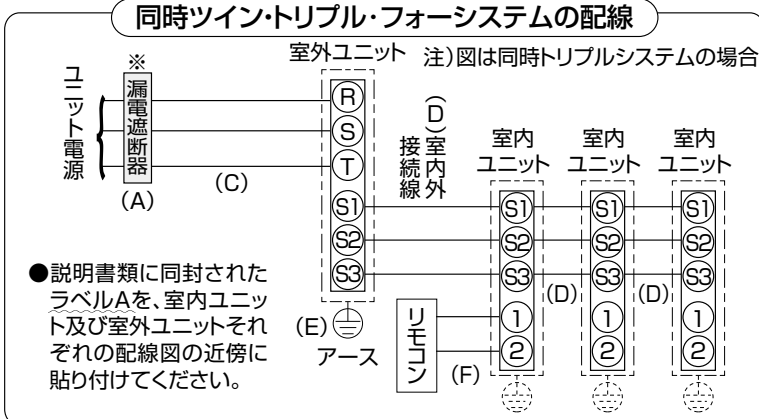 同時ツイン・トリプル・フォーシステムの配線
室外ユニット
注)図は同時トリプルシステムの場合
ユニット電源
※
漏電遮断器
(A)
(C)
R
S
T
S1
S2
S3
(E)
アース
(D)室内外
接続線
室内
ユニット
室内
ユニット
室内
ユニット
S1
S2
S3
1
2
(D)
S1
S2
S3
1
2
(D)
S1
S2
S3
1
2
リモコン
(F)
●説明書類に同封された
ラベルAを、室内ユニッ
ト及び室外ユニットそれ
ぞれの配線図の近傍に
貼り付けてください。